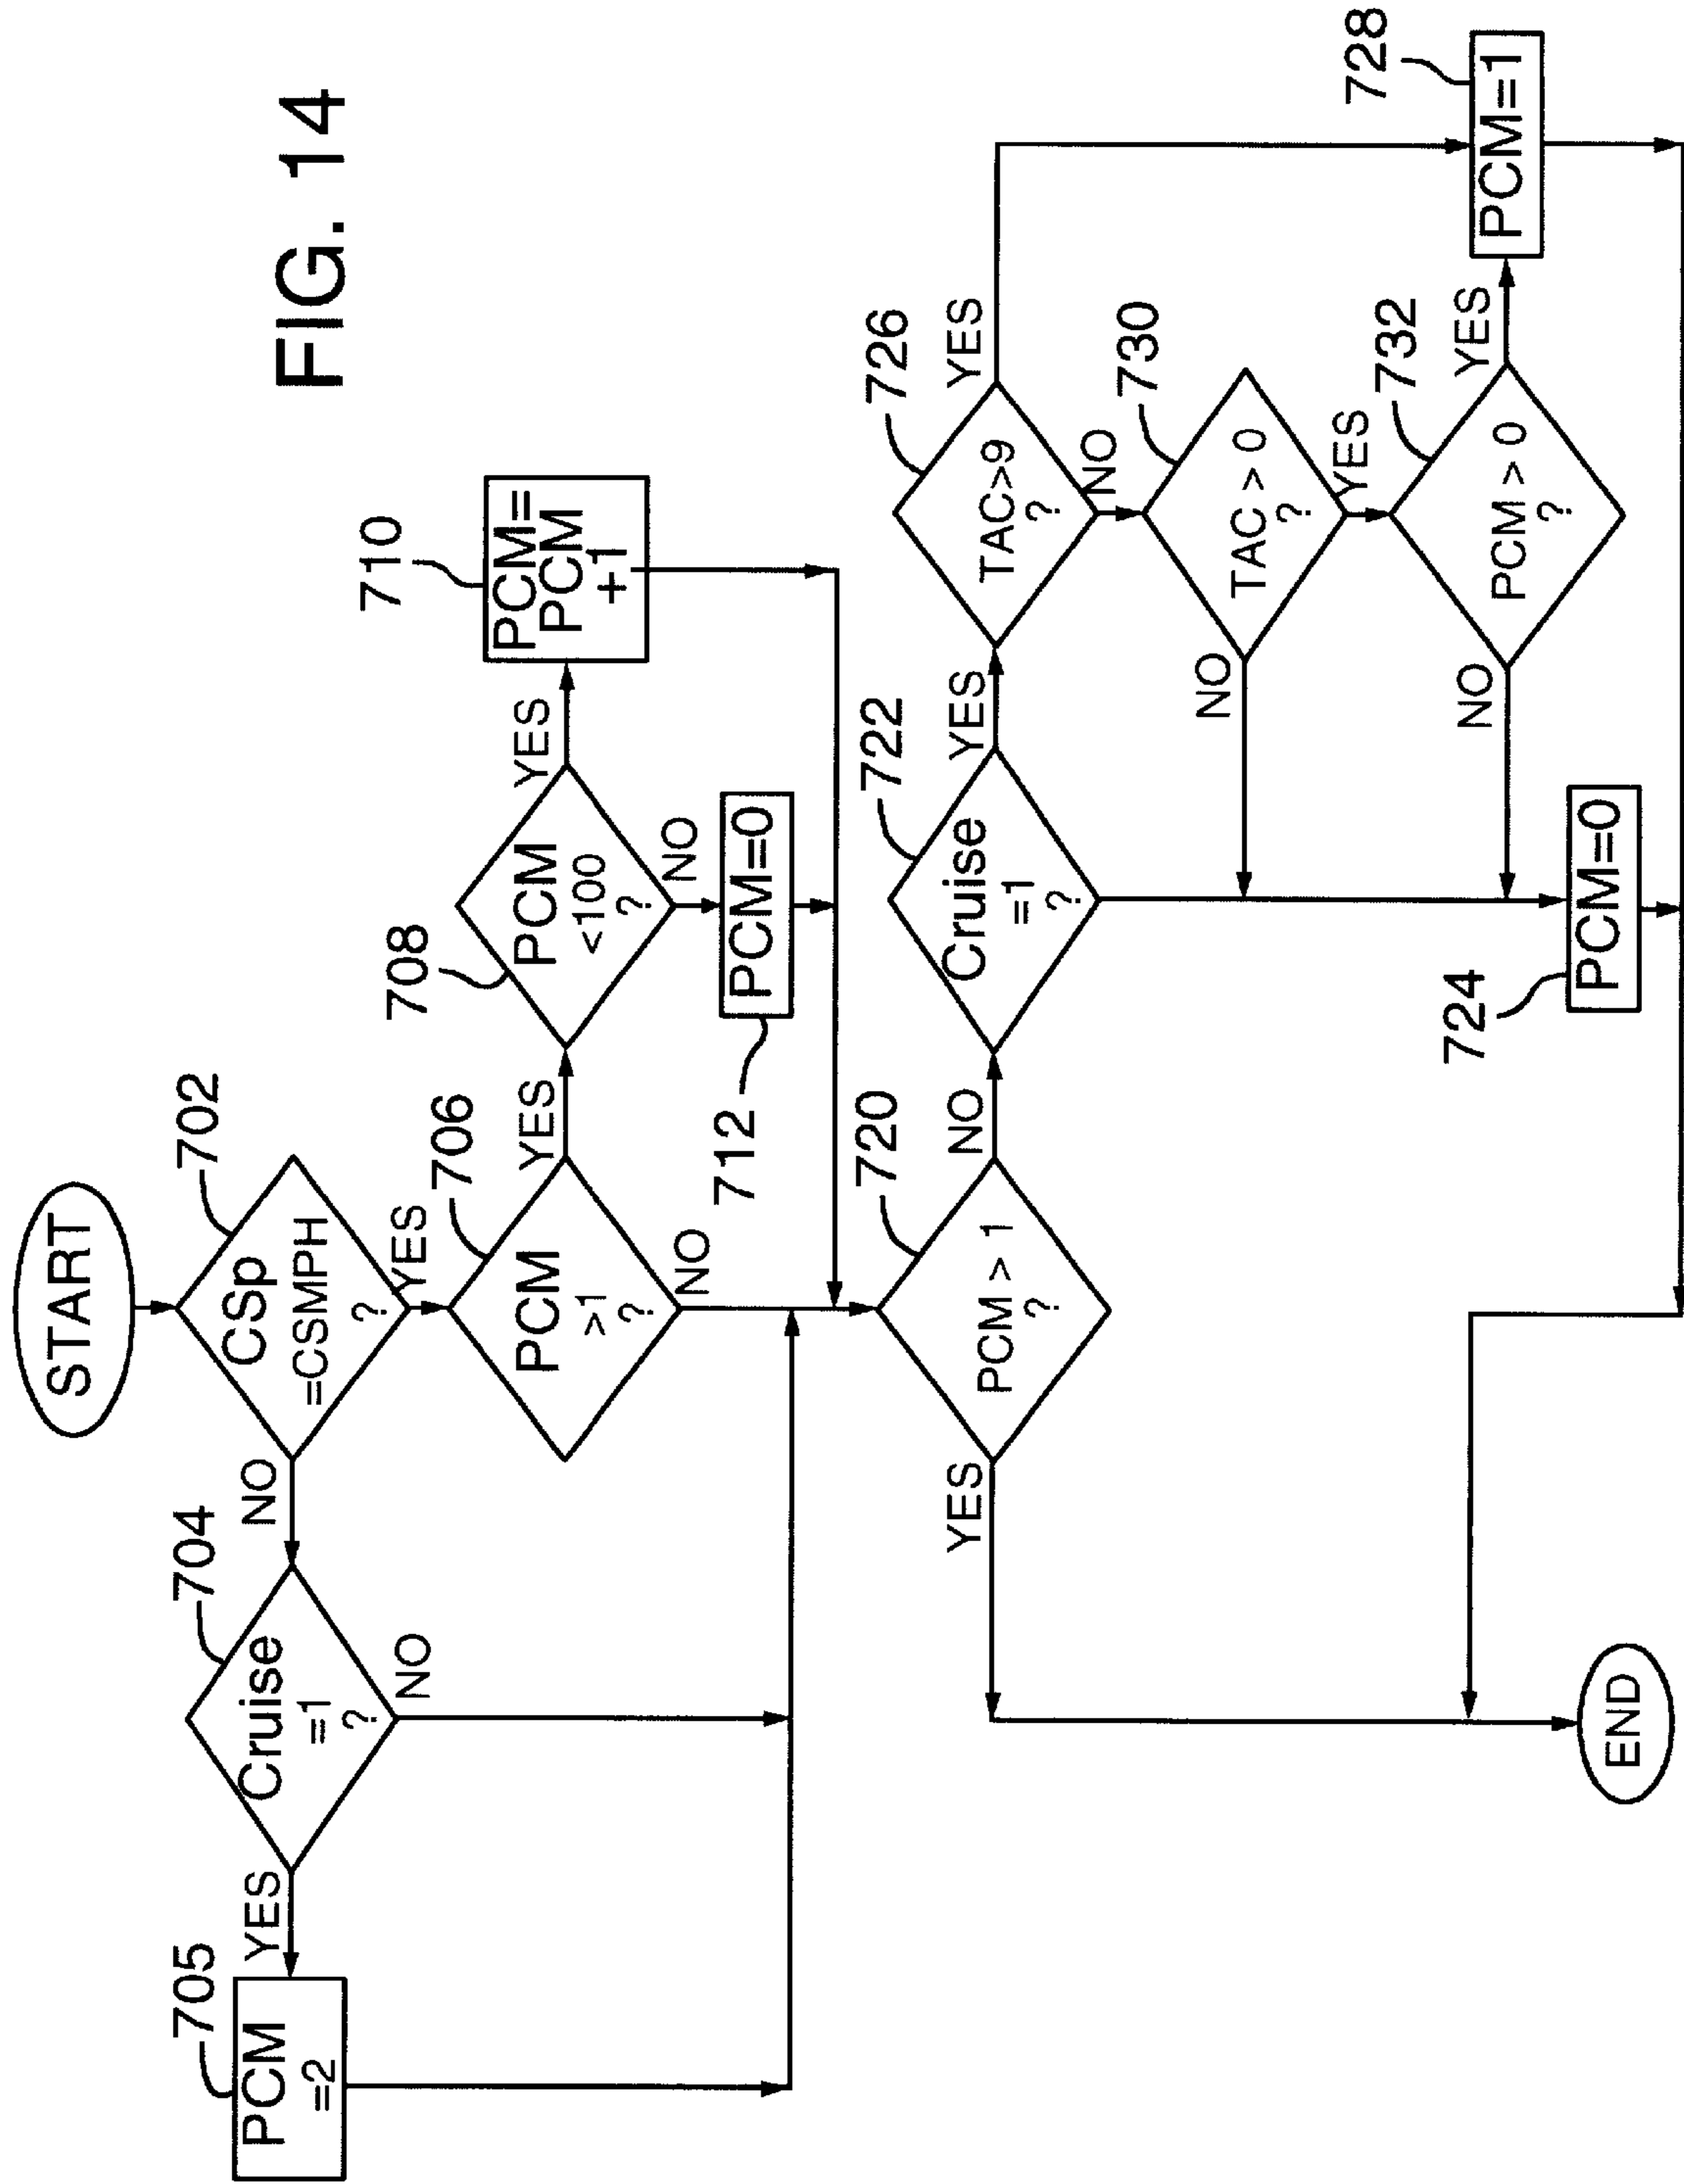 FIG. 14
START
702
CSp
=CSMPH
?
NO
YES
704
Cruise
=1
?
YES
NO
705
PCM
=2
706
PCM
>1
?
YES
NO
708
PCM
<100
?
YES
NO
710
PCM=
PCM
+1
712
PCM=0
720
PCM > 1
?
YES
NO
722
Cruise
=1
?
YES
724
PCM=0
726
TAC>9
?
YES
NO
730
TAC > 0
?
NO
YES
732
PCM > 0
?
NO
YES
728
PCM=1
END